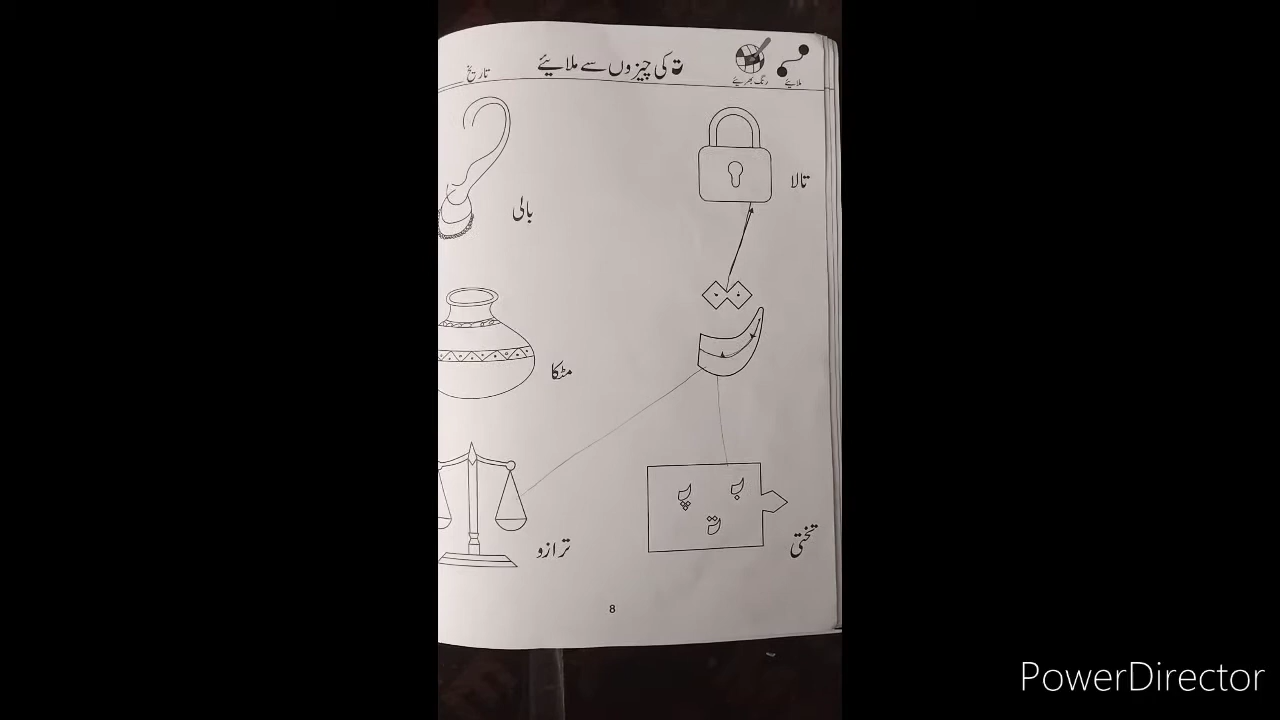 ملایئے
رنگ بھریئے
ت کی چیزوں سے ملایئے
تاریخ
تالا
بالی
ت
مٹکا
ب
پ
ت
تختی
ترازو
8
PowerDirector